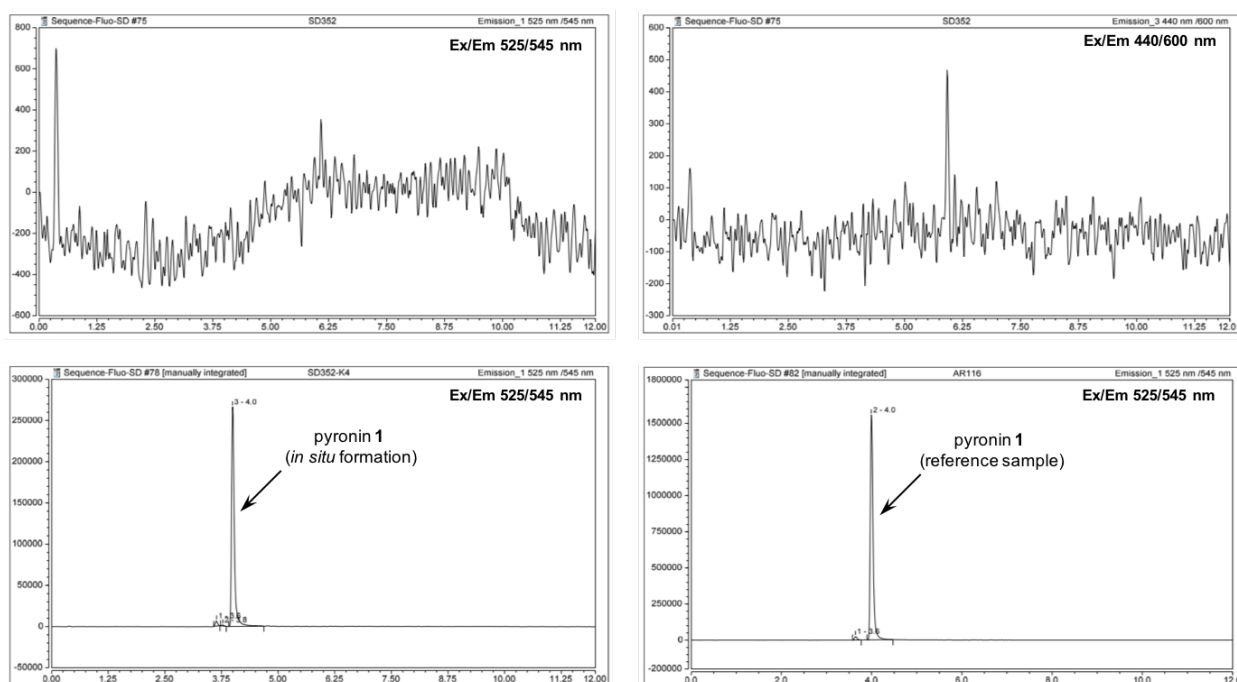 Sequence-Fluo-SD #75 SD352 Emission_1 525 nm /545 nm
Ex/Em 525/545 nm
800
600
400
200
0
-200
-400
-600
0.00 1.25 2.50 3.75 5.00 6.25 7.50 8.75 10.00 11.25 12.00
Sequence-Fluo-SD #75 SD352 Emission_3 440 nm /600 nm
Ex/Em 440/600 nm
600
500
400
300
200
100
0
-100
-200
-300
0.01 1.25 2.50 3.75 5.00 6.25 7.50 8.75 10.00 11.25 12.0
Sequence-Fluo-SD #78 [manually integrated] SD352-K4 Emission_1 525 nm /545 nm
Ex/Em 525/545 nm
300000
250000
200000
150000
100000
50000
0
-50000
3 - 4.0
pyronin 1
(in situ formation)
0.00 1.25 2.50 3.75 5.00 6.25 7.50 8.75 10.00 11.25 12.00
Sequence-Fluo-SD #82 [manually integrated] AR116 Emission_1 525 nm /545 nm
Ex/Em 525/545 nm
1800000
1500000
1250000
1000000
750000
500000
250000
0
-200000
2 - 4.0
pyronin 1
(reference sample)
1 - 3.6
0.0 2.0 4.0 6.0 8.0 10.0 12.0